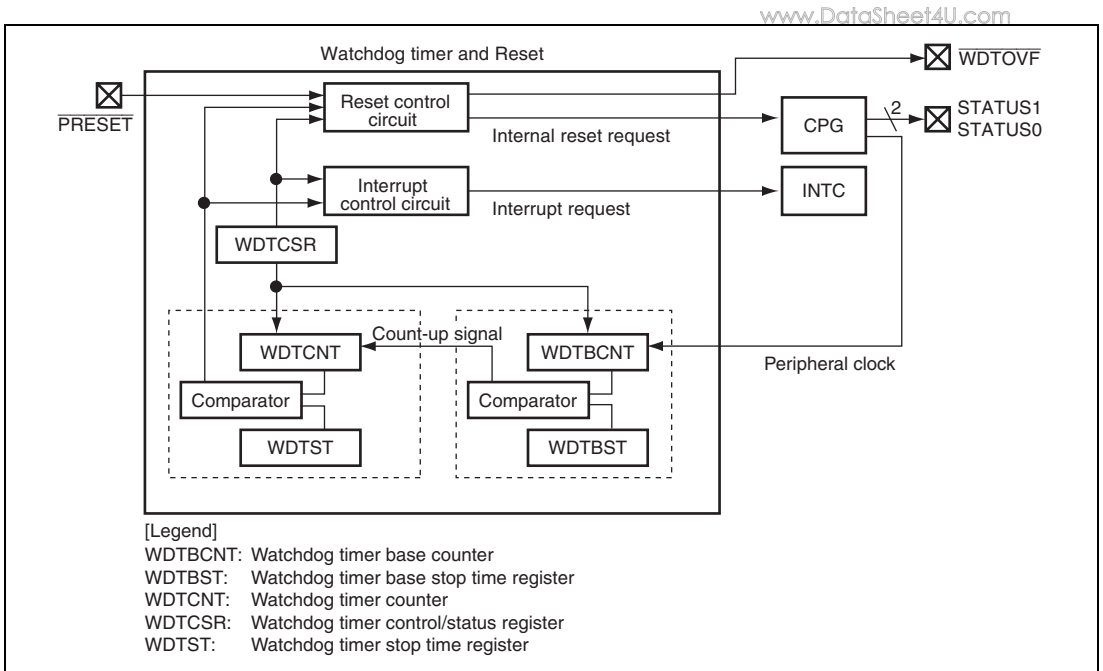 www.DataSheet4U.com
Watchdog timer and Reset
PRESET
Reset control
circuit
WDTOVF
Internal reset request
CPG
2
STATUS1
STATUS0
Interrupt
control circuit
Interrupt request
INTC
WDTCSR
WDTCNT
Count-up signal
WDTBCNT
Peripheral clock
Comparator
Comparator
WDTST
WDTBST
[Legend]
WDTBCNT: Watchdog timer base counter
WDTBST: Watchdog timer base stop time register
WDTCNT: Watchdog timer counter
WDTCSR: Watchdog timer control/status register
WDTST: Watchdog timer stop time register